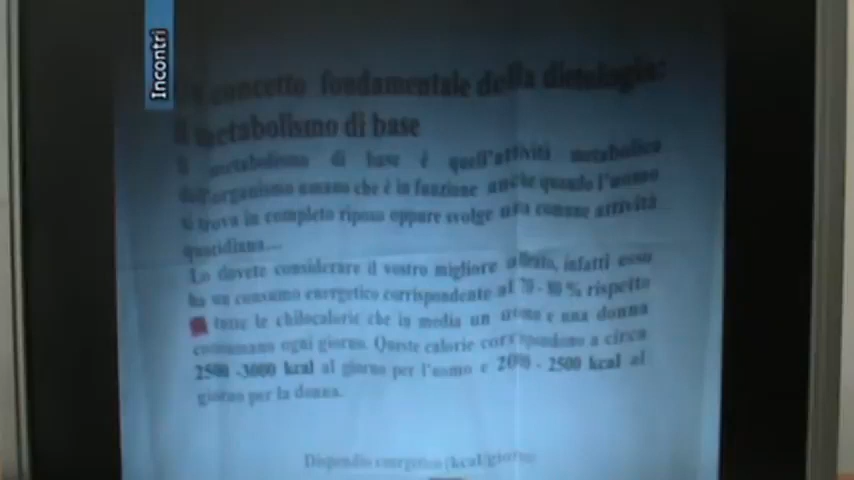 Incontri
concetto fondamentale della dietologia:
il metabolismo di base
Il metabolismo di base è quell'attività metabolica
dell'organismo umano che è in funzione anche quando l'uomo
si trova in completo riposo oppure svolge una comune attività
quotidiana...
Lo dovete considerare il vostro migliore alleato, infatti esso
ha un consumo energetico corrispondente al 70 - 80 % rispetto
tutte le chilocalorie che in media un uomo e una donna
consumano ogni giorno. Queste calorie corrispondono a circa
2500 -3000 kcal al giorno per l'uomo e 2000 - 2500 kcal al
giorno per la donna.
Dispendio energetico (kcal/giorno)